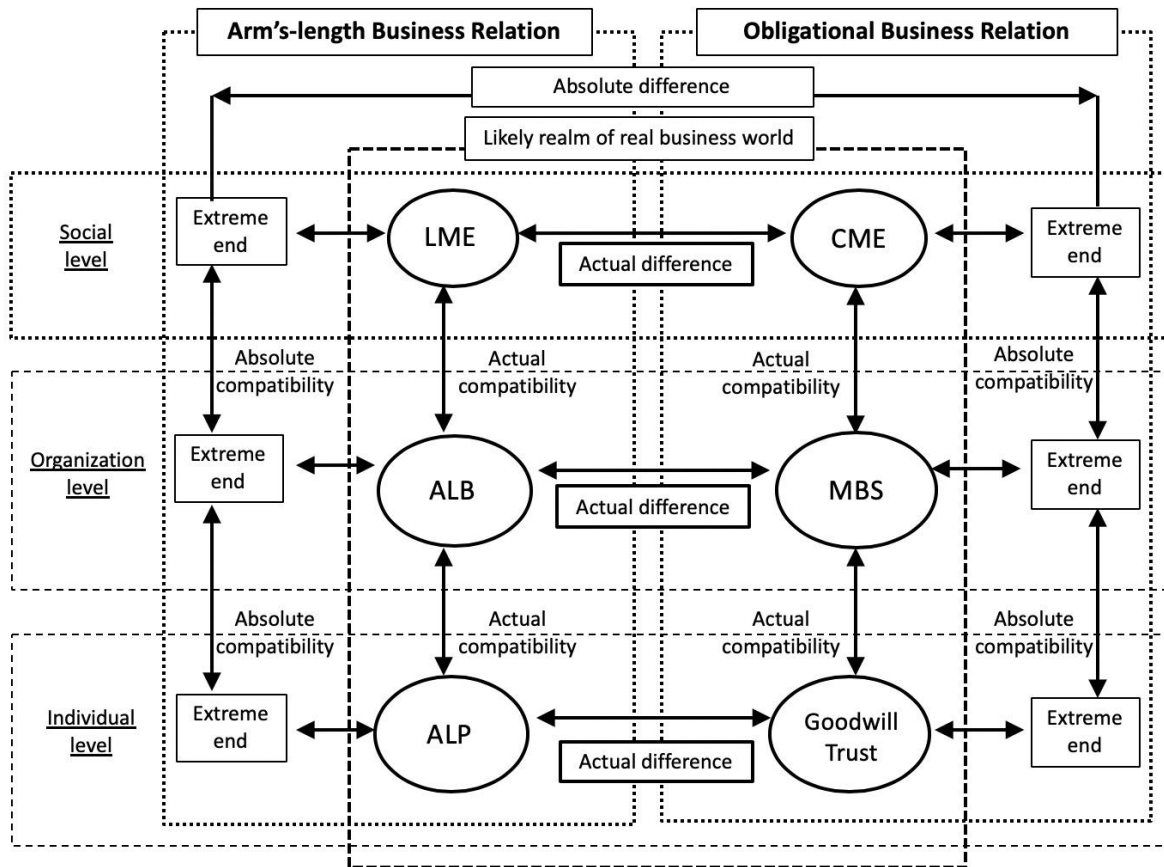 Arm's-length Business Relation
Obligational Business Relation
Absolute difference
Likely realm of real business world
Social
level
Extreme
end
LME
Actual difference
CME
Extreme
end
Absolute
compatibility
Actual
compatibility
Actual
compatibility
Absolute
compatibility
Organization
level
Extreme
end
ALB
Actual difference
MBS
Extreme
end
Absolute
compatibility
Actual
compatibility
Actual
compatibility
Absolute
compatibility
Individual
level
Extreme
end
ALP
Actual difference
Goodwill
Trust
Extreme
end